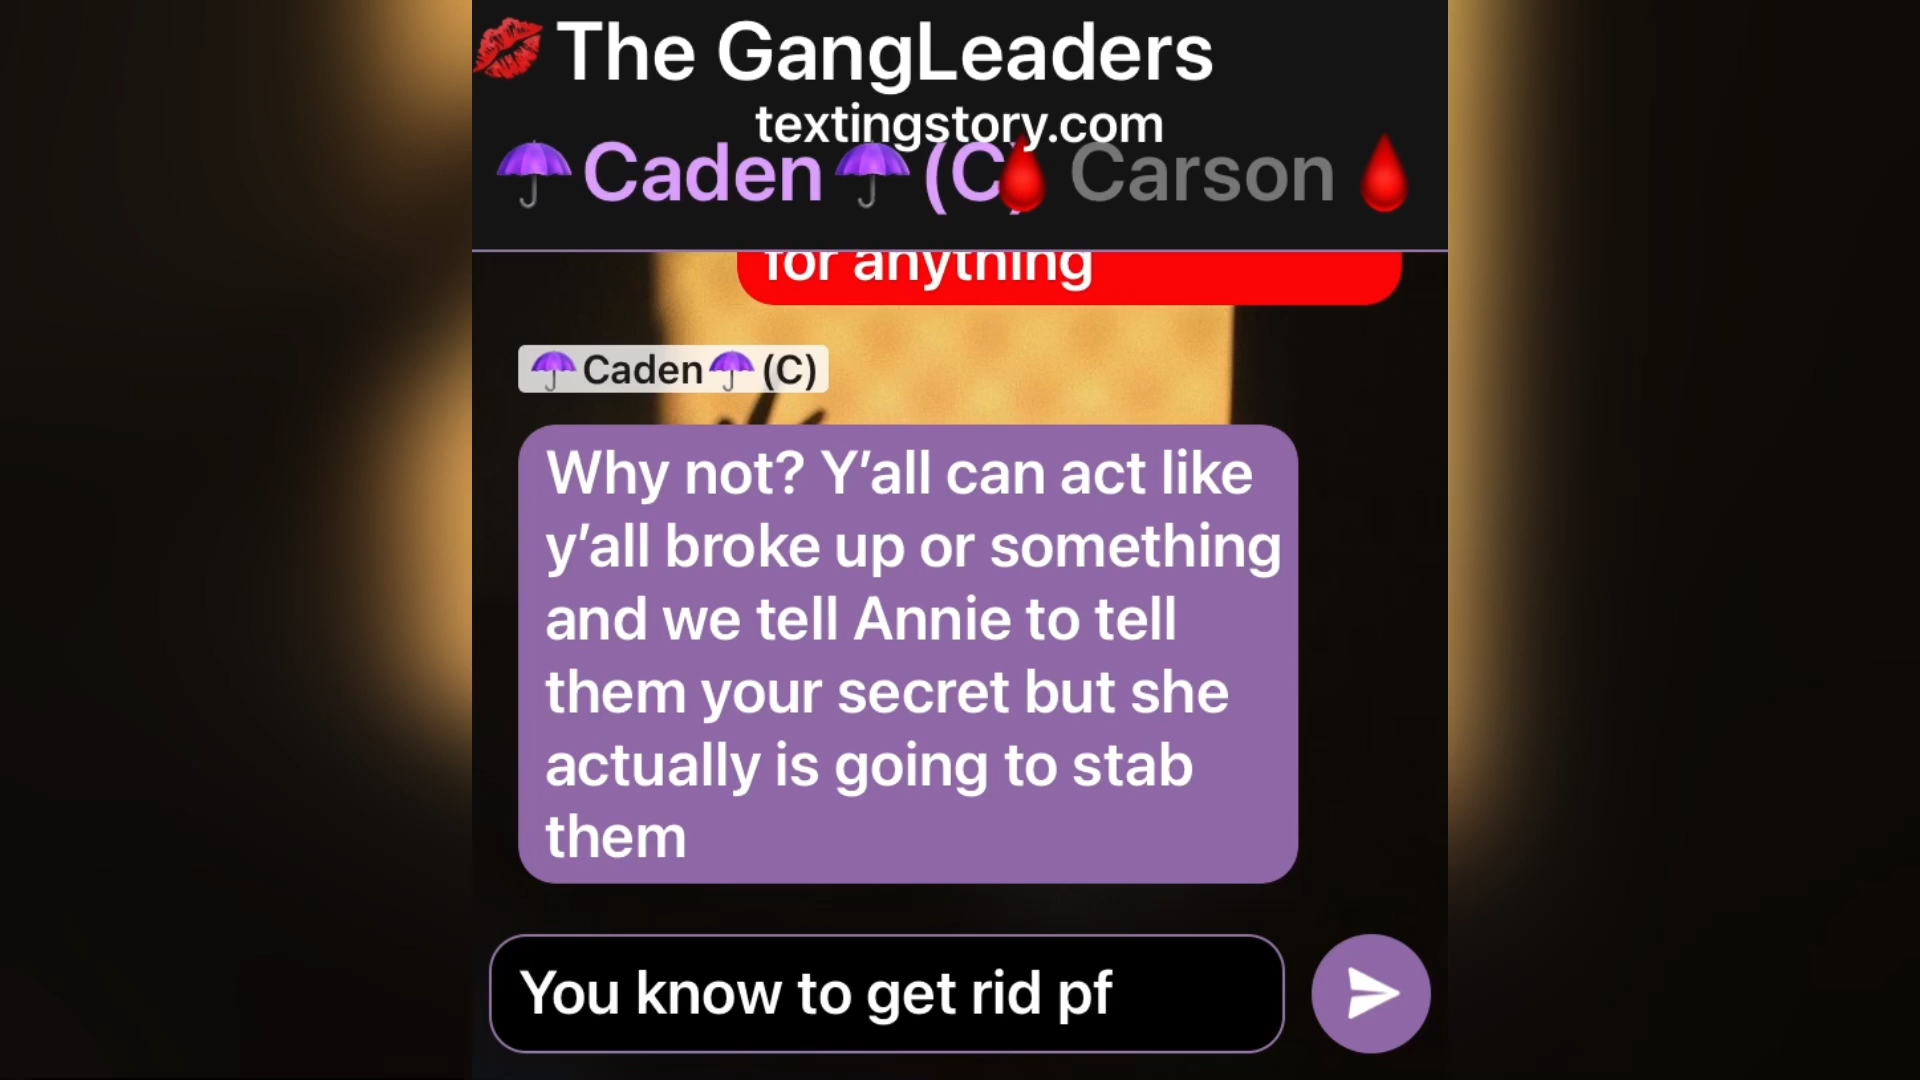 💋 The GangLeaders
textingstory.com
☂Caden☂(C) 🩸 Carson 🩸
for anything
☂Caden☂(C)
Why not? Y’all can act like
y’all broke up or something
and we tell Annie to tell
them your secret but she
actually is going to stab
them
You know to get rid pf